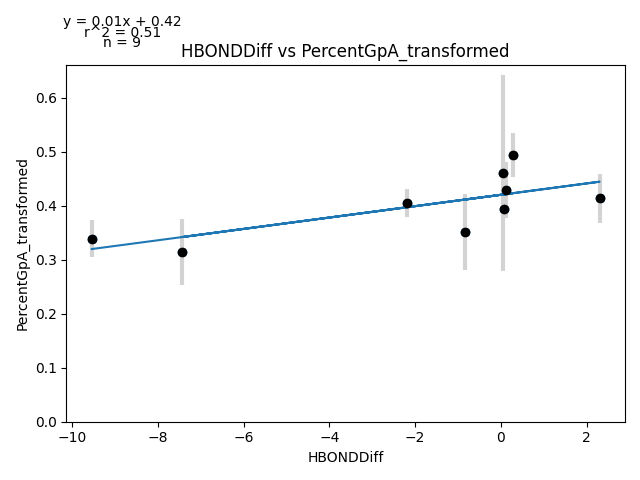 y = 0.01x + 0.42
r^2 = 0.51
n = 9
HBONDDiff vs PercentGpA_transformed
PercentGpA_transformed
0.6
0.5
0.4
0.3
0.2
0.1
0.0
−10
−8
−6
−4
−2
0
2
HBONDDiff